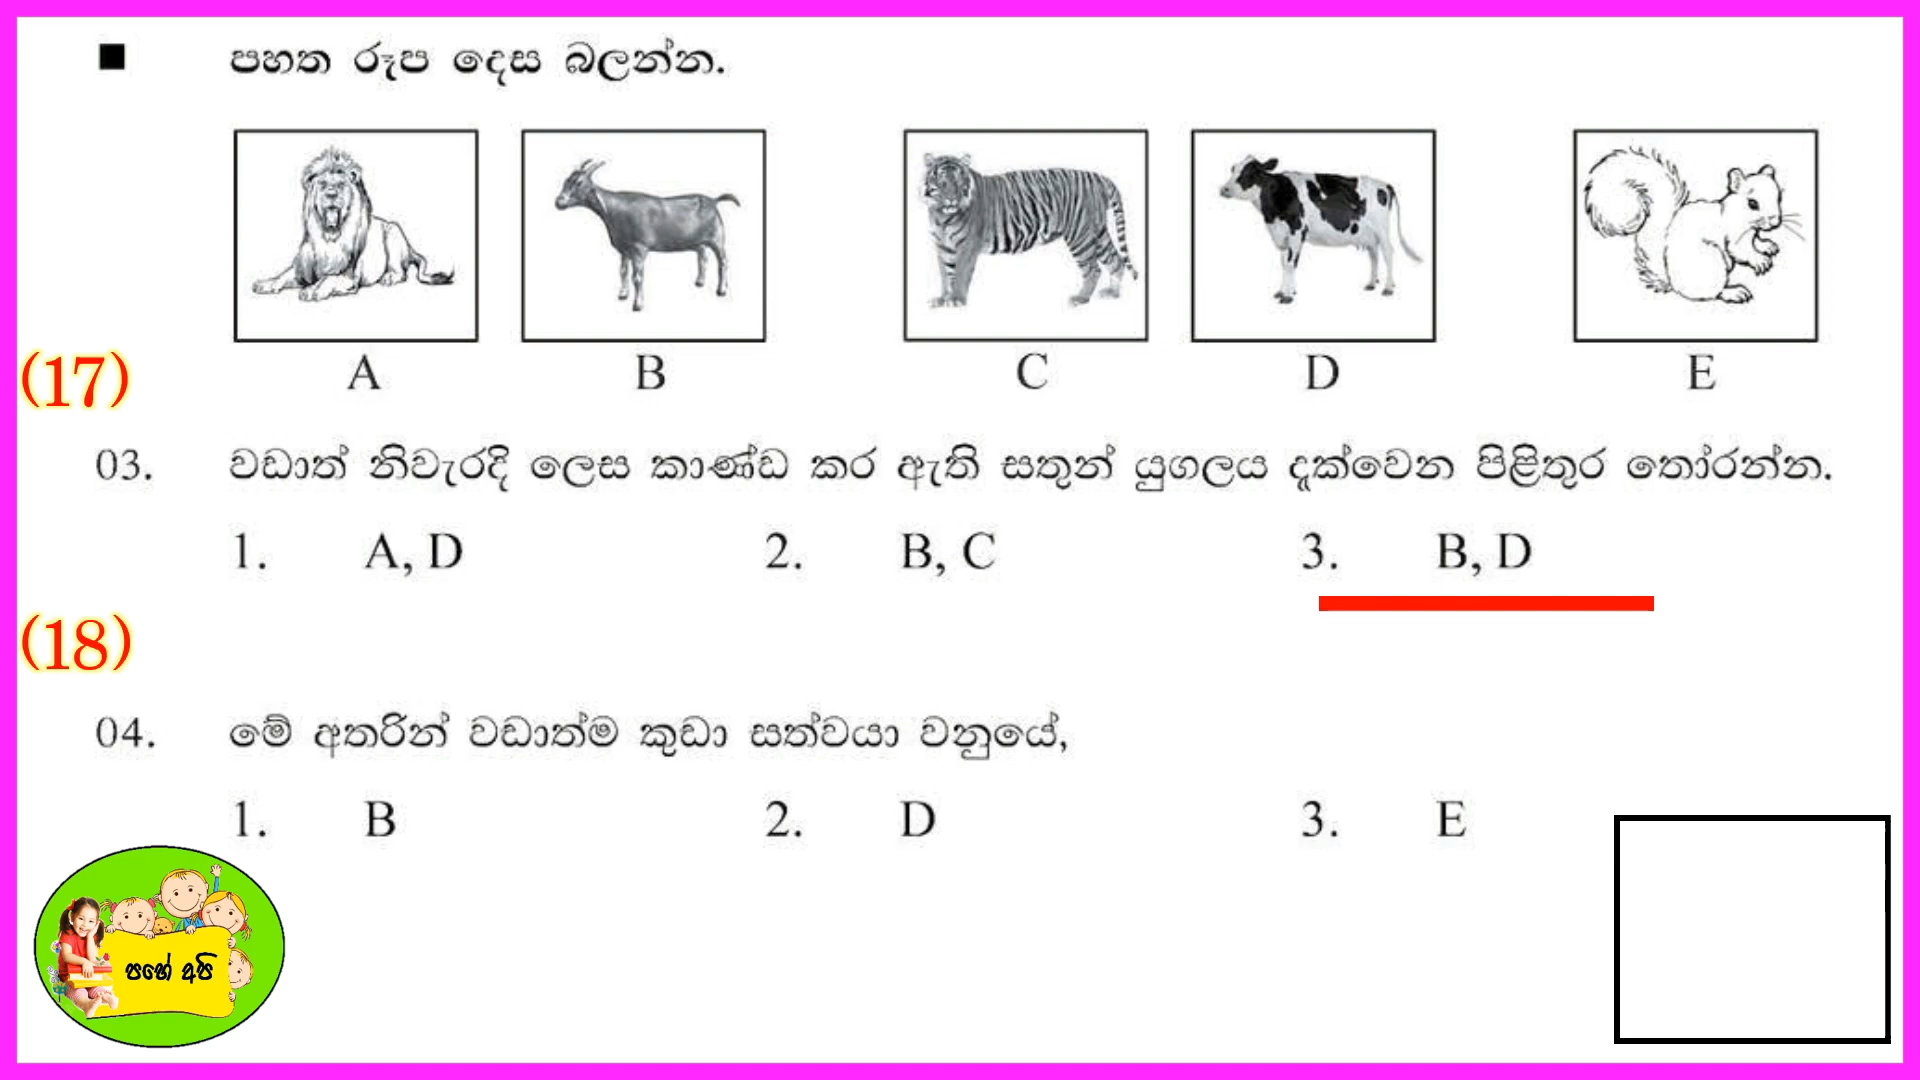 ■ පහත රූප දෙස බලන්න.
A B C D E
(17)
03. වඩාත් නිවැරදි ලෙස කාණ්ඩ කර ඇති සතුන් යුගලය දැක්වෙන පිළිතුර තෝරන්න.
1. A, D 2. B, C 3. B, D
(18)
04. මේ අතරින් වඩාත්ම කුඩා සත්වයා වනුයේ,
1. B 2. D 3. E
පහේ අපි